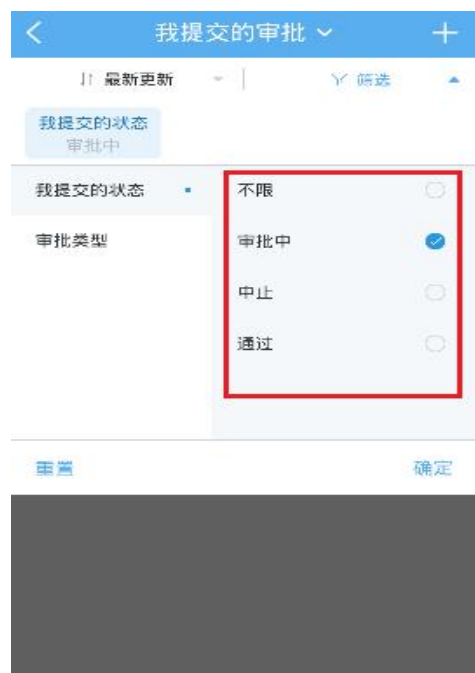 我提交的审批
最新更新 筛选
我提交的状态
审批中
我提交的状态 不限
审批类型 审批中
中止
通过
重置 确定